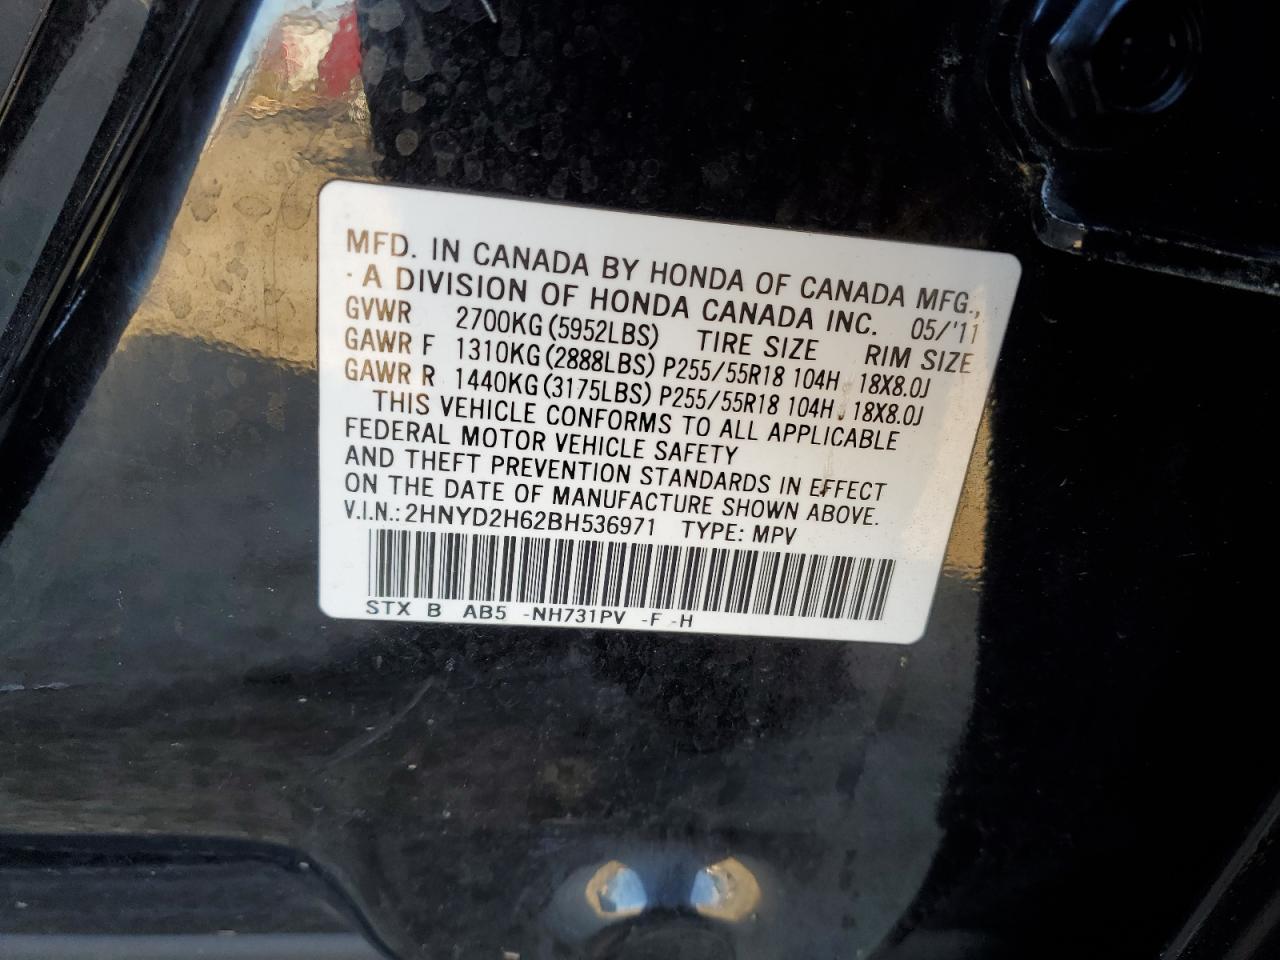 MFD. IN CANADA BY HONDA OF CANADA MFG.,
A DIVISION OF HONDA CANADA INC. 05/'11
GVWR 2700KG (5952LBS) TIRE SIZE RIM SIZE
GAWR F 1310KG (2888LBS) P255/55R18 104H 18X8.0J
GAWR R 1440KG (3175LBS) P255/55R18 104H 18X8.0J
THIS VEHICLE CONFORMS TO ALL APPLICABLE
FEDERAL MOTOR VEHICLE SAFETY
AND THEFT PREVENTION STANDARDS IN EFFECT
ON THE DATE OF MANUFACTURE SHOWN ABOVE.
V.I.N.: 2HNYD2H62BH536971 TYPE: MPV
STX B AB5 -NH731PV -F -H